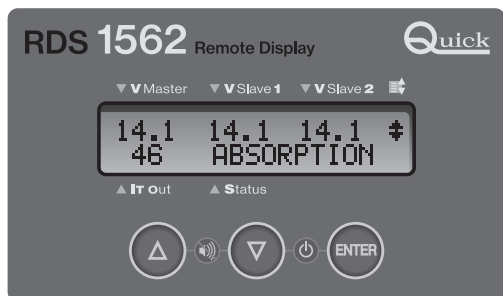 RDS 1562 Remote Display Quick
▼ V Master ▼ V Slave 1 ▼ V Slave 2
14.1 14.1 14.1
46 ABSORPTION
▲ IT Out ▲ Status
ENTER